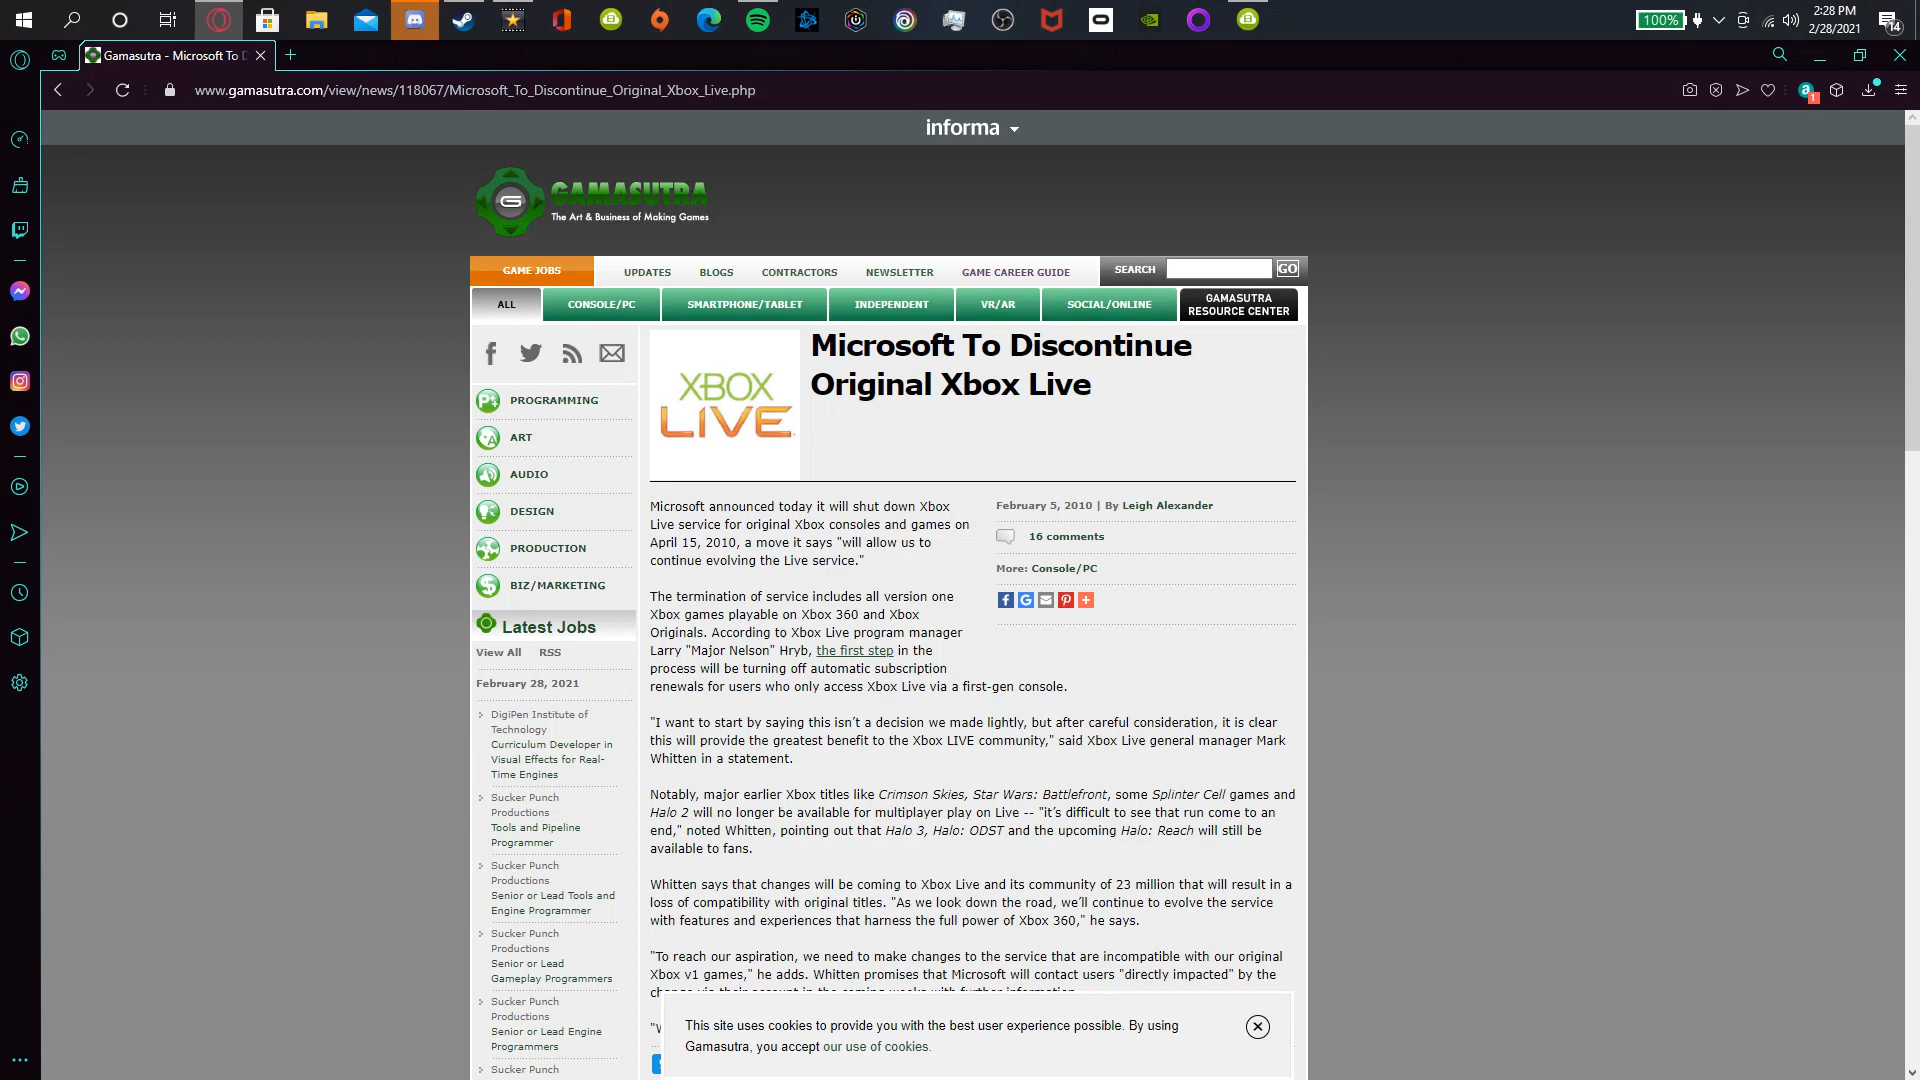 100%
2:28 PM
2/28/2021
14
Gamasutra - Microsoft To D
www.gamasutra.com/view/news/118067/Microsoft_To_Discontinue_Original_Xbox_Live.php
1
informa
G
GAMASUTRA
The Art & Business of Making Games
GAME JOBS
UPDATES
BLOGS
CONTRACTORS
NEWSLETTER
GAME CAREER GUIDE
SEARCH
GO
ALL
CONSOLE/PC
SMARTPHONE/TABLET
INDEPENDENT
VR/AR
SOCIAL/ONLINE
GAMASUTRA
RESOURCE CENTER
PROGRAMMING
ART
AUDIO
DESIGN
PRODUCTION
BIZ/MARKETING
Latest Jobs
View All RSS
February 28, 2021
DigiPen Institute of
Technology
Curriculum Developer in
Visual Effects for Real-
Time Engines
Sucker Punch
Productions
Tools and Pipeline
Programmer
Sucker Punch
Productions
Senior or Lead Tools and
Engine Programmer
Sucker Punch
Productions
Senior or Lead
Gameplay Programmers
Sucker Punch
Productions
Senior or Lead Engine
Programmers
Sucker Punch
XBOX
LIVE
Microsoft To Discontinue
Original Xbox Live
February 5, 2010 | By Leigh Alexander
16 comments
More: Console/PC
Microsoft announced today it will shut down Xbox
Live service for original Xbox consoles and games on
April 15, 2010, a move it says "will allow us to
continue evolving the Live service."
The termination of service includes all version one
Xbox games playable on Xbox 360 and Xbox
Originals. According to Xbox Live program manager
Larry "Major Nelson" Hryb, the first step in the
process will be turning off automatic subscription
renewals for users who only access Xbox Live via a first-gen console.
"I want to start by saying this isn’t a decision we made lightly, but after careful consideration, it is clear
this will provide the greatest benefit to the Xbox LIVE community," said Xbox Live general manager Mark
Whitten in a statement.
Notably, major earlier Xbox titles like Crimson Skies, Star Wars: Battlefront, some Splinter Cell games and
Halo 2 will no longer be available for multiplayer play on Live -- "it’s difficult to see that run come to an
end," noted Whitten, pointing out that Halo 3, Halo: ODST and the upcoming Halo: Reach will still be
available to fans.
Whitten says that changes will be coming to Xbox Live and its community of 23 million that will result in a
loss of compatibility with original titles. "As we look down the road, we’ll continue to evolve the service
with features and experiences that harness the full power of Xbox 360," he says.
"To reach our aspiration, we need to make changes to the service that are incompatible with our original
Xbox v1 games," he adds. Whitten promises that Microsoft will contact users "directly impacted" by the
change via their account in the coming weeks with further information.
This site uses cookies to provide you with the best user experience possible. By using
Gamasutra, you accept our use of cookies.